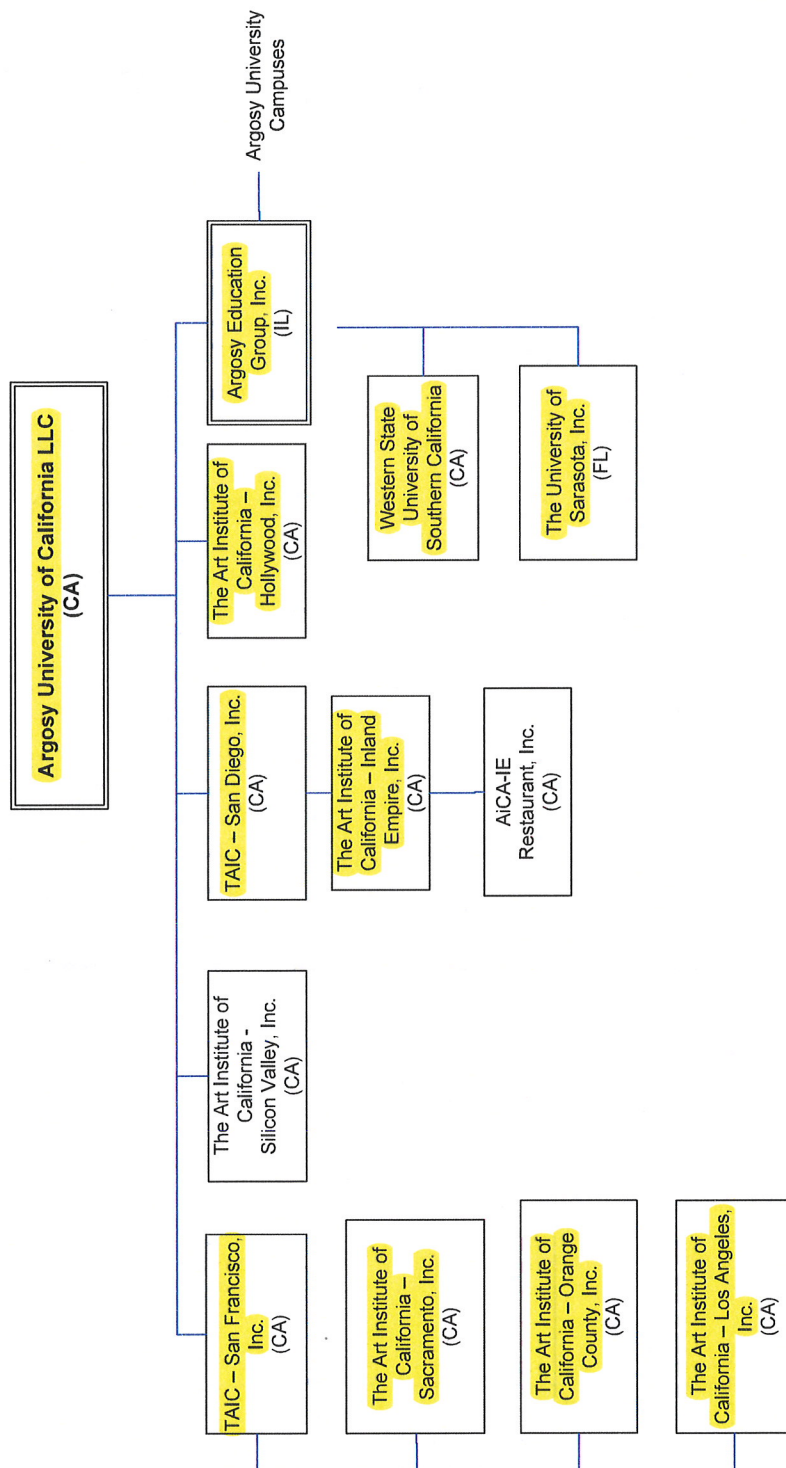 Argosy University of California LLC
(CA)
TAIC – San Francisco,
Inc.
(CA)
The Art Institute of
California -
Silicon Valley, Inc.
(CA)
TAIC – San Diego, Inc.
(CA)
The Art Institute of
California –
Hollywood, Inc.
(CA)
Argosy Education
Group, Inc.
(IL)
Argosy University
Campuses
The Art Institute of
California –
Sacramento, Inc.
(CA)
The Art Institute of
California – Inland
Empire, Inc.
(CA)
Western State
University of
Southern California
(CA)
The Art Institute of
California – Orange
County, Inc.
(CA)
AiCA-IE
Restaurant, Inc.
(CA)
The University of
Sarasota, Inc.
(FL)
The Art Institute of
California – Los Angeles,
Inc.
(CA)